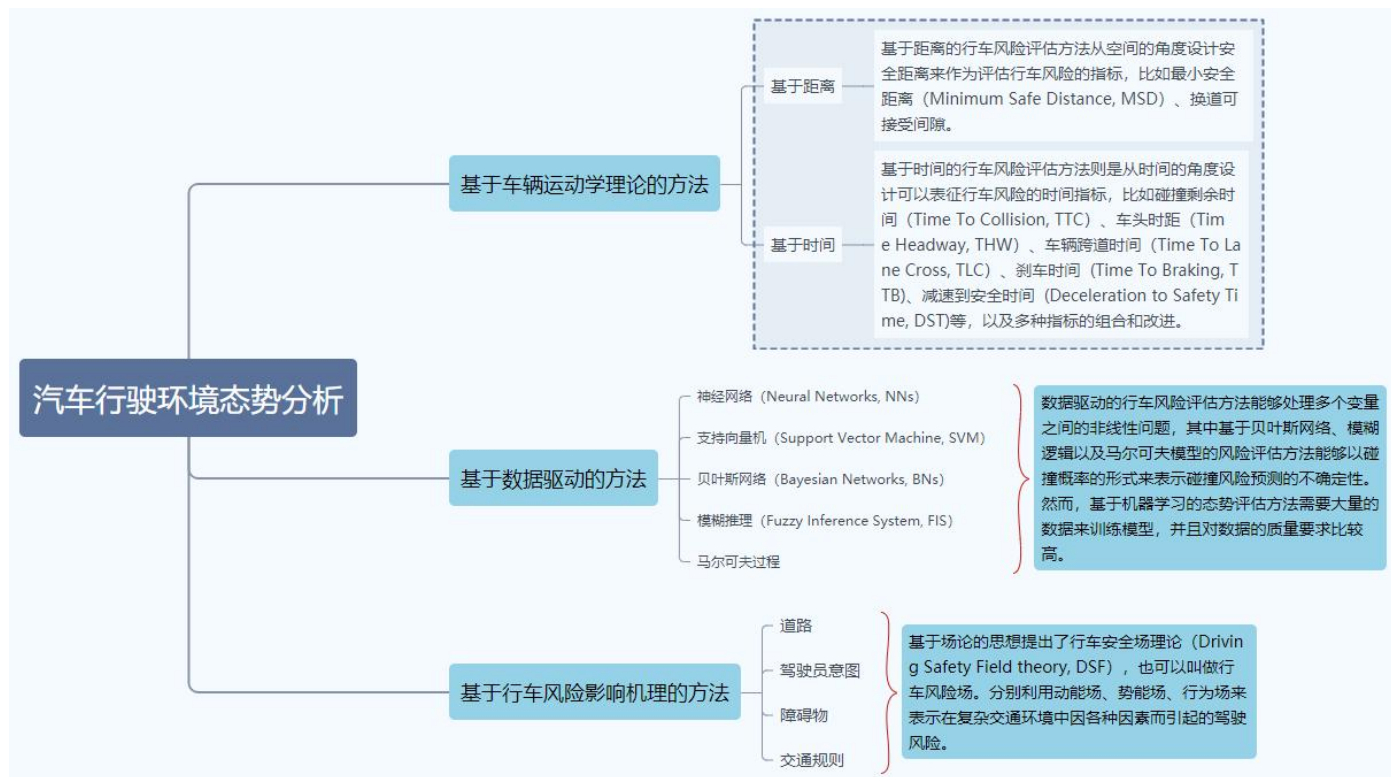 汽车行驶环境态势分析
基于车辆运动学理论的方法
基于距离
基于距离的行车风险评估方法从空间的角度设计安
全距离来作为评估行车风险的指标，比如最小安全
距离（Minimum Safe Distance, MSD）、换道可
接受间隙。
基于时间
基于时间的行车风险评估方法则是从时间的角度设
计可以表征行车风险的时间指标，比如碰撞剩余时
间（Time To Collision, TTC）、车头时距（Tim
e Headway, THW）、车辆跨道时间（Time To La
ne Cross, TLC）、刹车时间（Time To Braking, T
TB)、减速到安全时间（Deceleration to Safety Ti
me, DST)等，以及多种指标的组合和改进。
基于数据驱动的方法
神经网络（Neural Networks, NNs）
支持向量机（Support Vector Machine, SVM）
贝叶斯网络（Bayesian Networks, BNs）
模糊推理（Fuzzy Inference System, FIS）
马尔可夫过程
数据驱动的行车风险评估方法能够处理多个变量
之间的非线性问题，其中基于贝叶斯网络、模糊
逻辑以及马尔可夫模型的风险评估方法能够以碰
撞概率的形式来表示碰撞风险预测的不确定性。
然而，基于机器学习的态势评估方法需要大量的
数据来训练模型，并且对数据的质量要求比较
高。
基于行车风险影响机理的方法
道路
驾驶员意图
障碍物
交通规则
基于场论的思想提出了行车安全场理论（Drivin
g Safety Field theory, DSF），也可以叫做行
车风险场。分别利用动能场、势能场、行为场来
表示在复杂交通环境中因各种因素而引起的驾驶
风险。